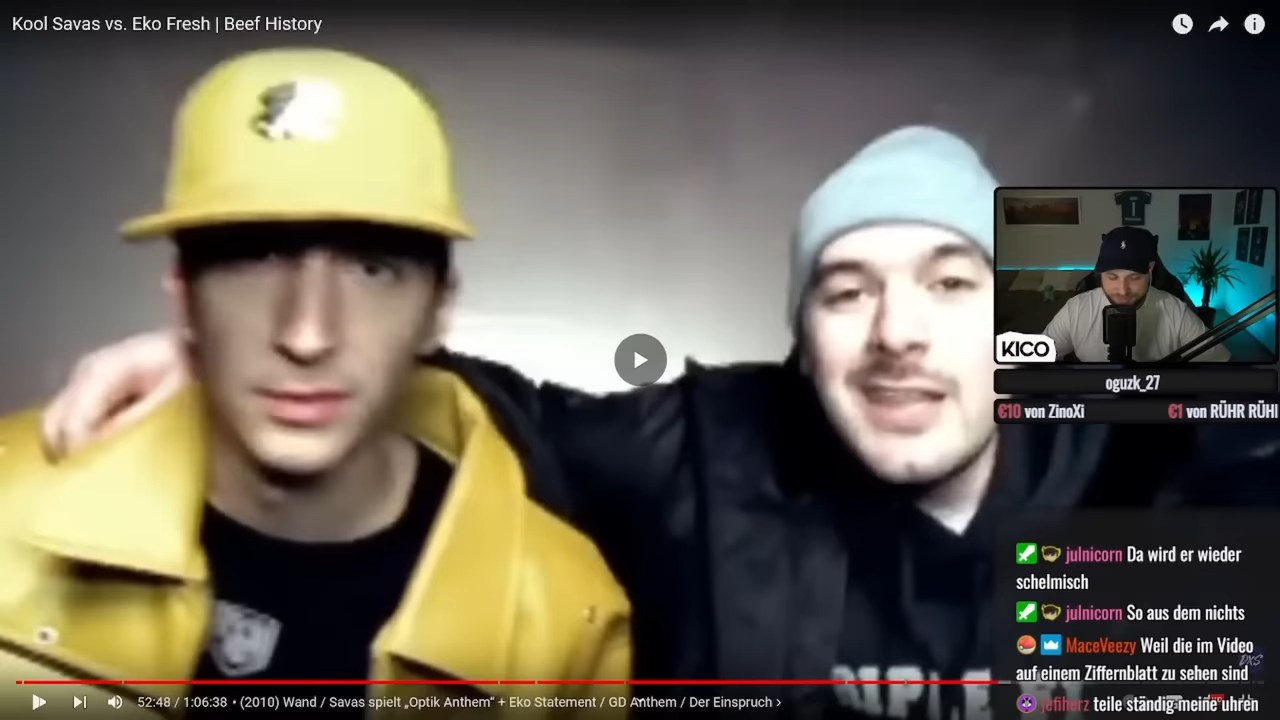 Kool Savas vs. Eko Fresh | Beef History
KICO
oguzk_27
€10 von ZinoXi €1 von RÜHR RÜHI
julnicorn Da wird er wieder
schelmisch
julnicorn So aus dem nichts
MaceVeezy Weil die im Video
auf einem Ziffernblatt zu sehen sind
jefiherz teile ständig meine uhren
DXS
52:48 / 1:06:38 • (2010) Wand / Savas spielt „Optik Anthem“ + Eko Statement / GD Anthem / Der Einspruch ›